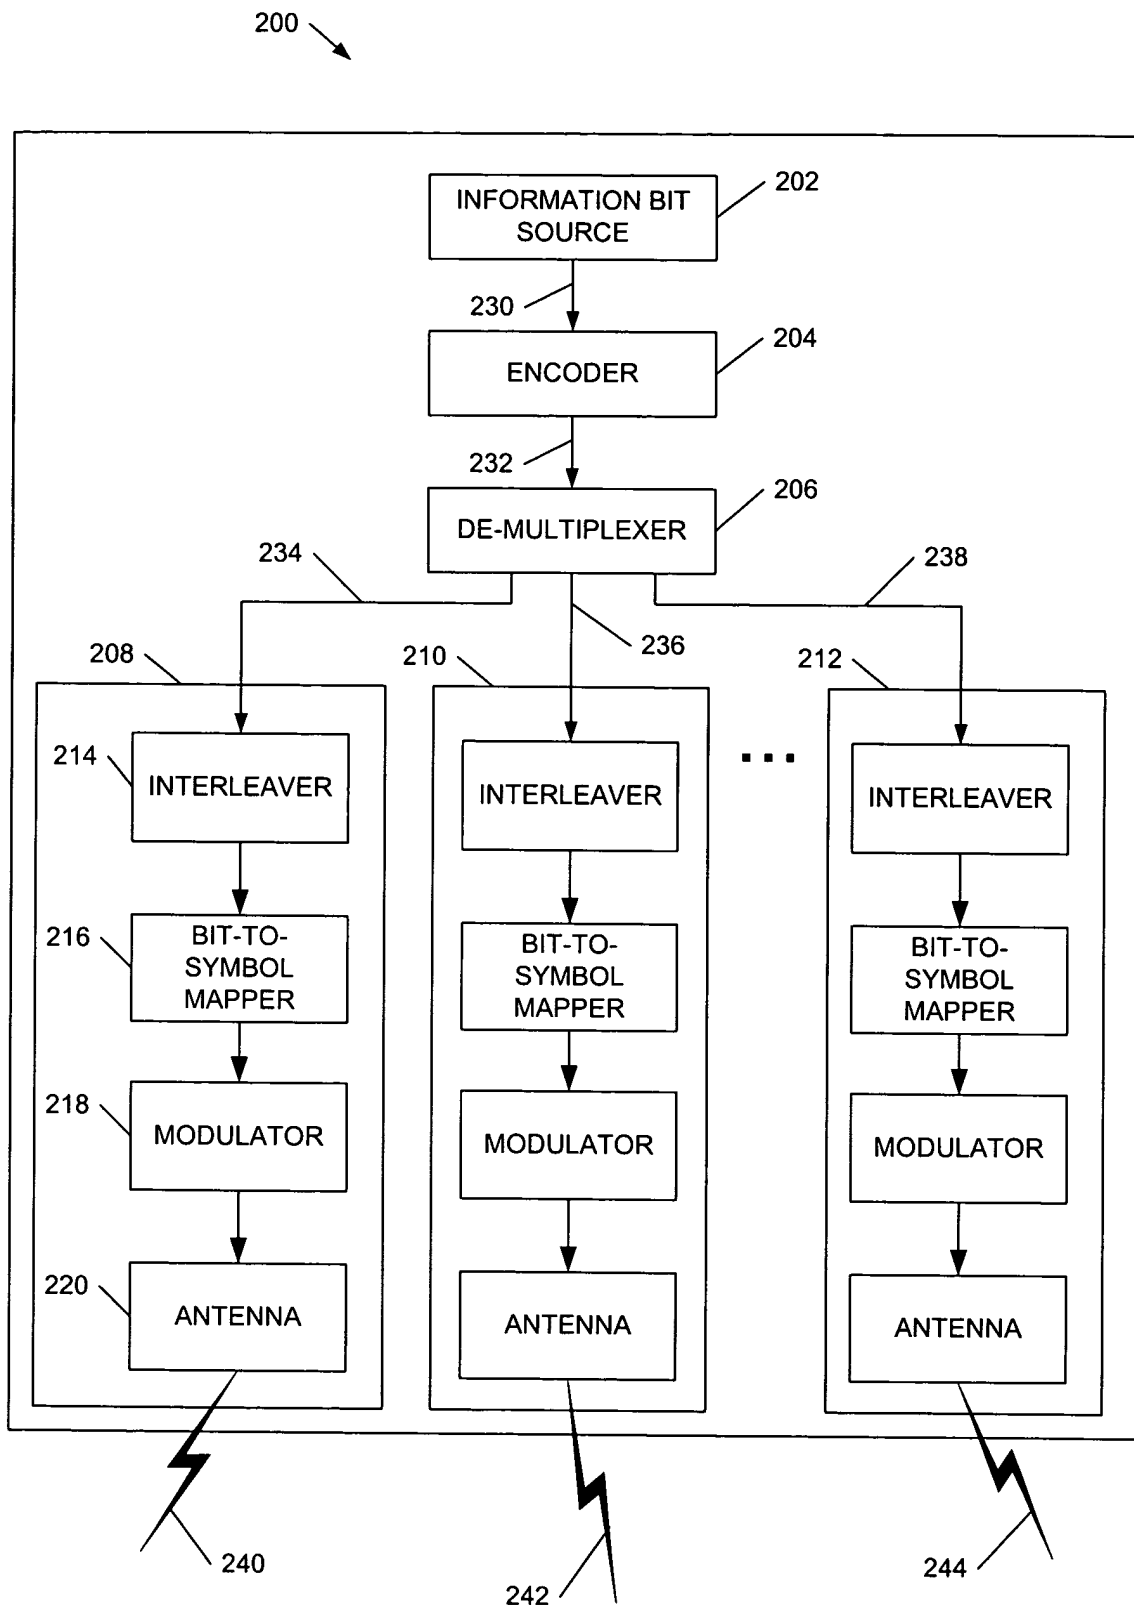 200
INFORMATION BIT
SOURCE
202
230
ENCODER
204
232
DE-MULTIPLEXER
206
234
238
236
208
210
212
214
INTERLEAVER
INTERLEAVER
...
INTERLEAVER
216
BIT-TO-
SYMBOL
MAPPER
BIT-TO-
SYMBOL
MAPPER
BIT-TO-
SYMBOL
MAPPER
218
MODULATOR
MODULATOR
MODULATOR
220
ANTENNA
ANTENNA
ANTENNA
240
242
244